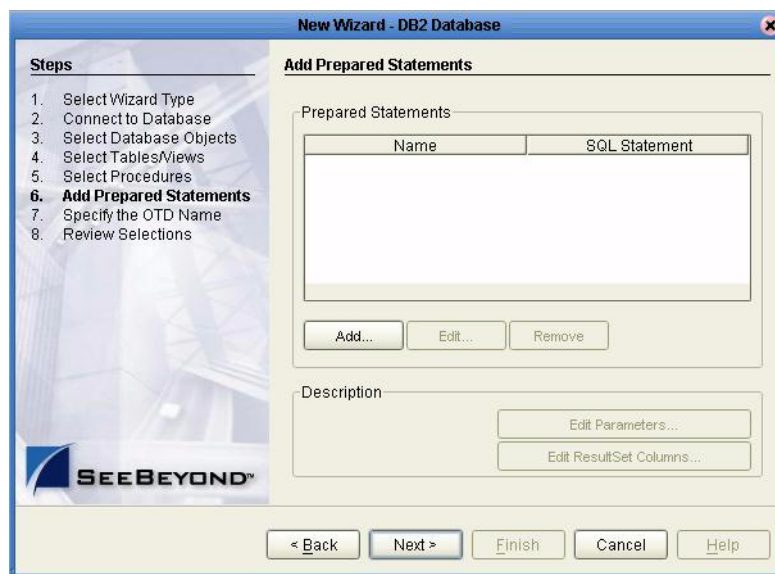 New Wizard - DB2 Database
Steps
1. Select Wizard Type
2. Connect to Database
3. Select Database Objects
4. Select Tables/Views
5. Select Procedures
6. Add Prepared Statements
7. Specify the OTD Name
8. Review Selections
SEEBEYOND™
Add Prepared Statements
Prepared Statements
Name SQL Statement
Add... Edit... Remove
Description
Edit Parameters...
Edit ResultSet Columns...
< Back Next > Finish Cancel Help